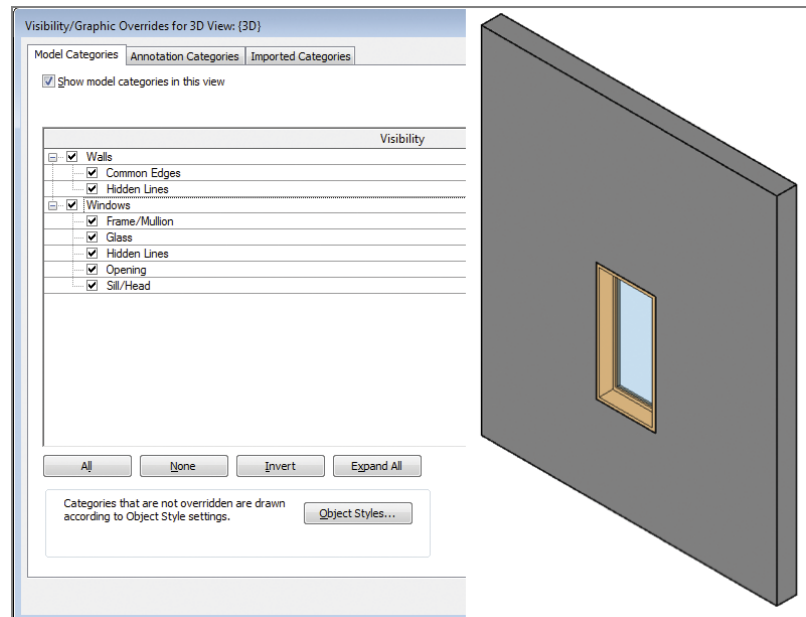 Visibility/Graphic Overrides for 3D View: {3D}
Model Categories Annotation Categories Imported Categories
Show model categories in this view
Visibility
Walls
Common Edges
Hidden Lines
Windows
Frame/Mullion
Glass
Hidden Lines
Opening
Sill/Head
All None Invert Expand All
Categories that are not overridden are drawn
according to Object Style settings.
Object Styles...